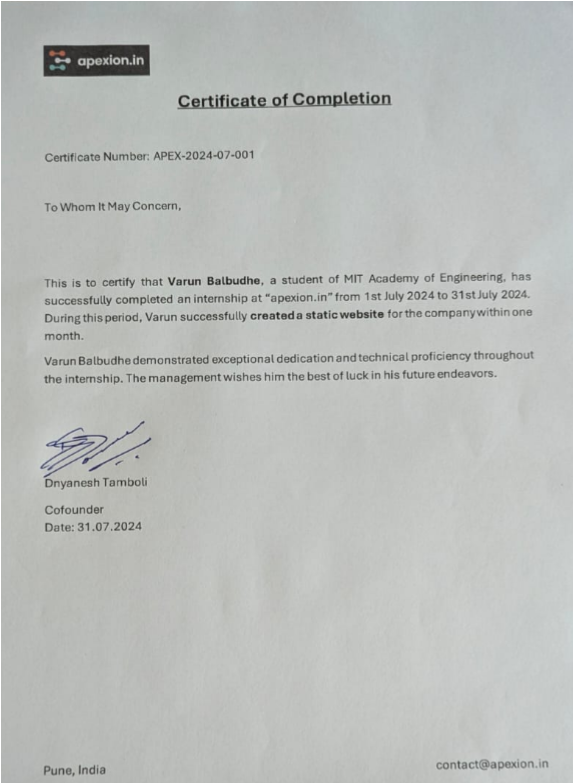 apexion.in
Certificate of Completion
Certificate Number: APEX-2024-07-001
To Whom It May Concern,
This is to certify that Varun Balbudhe, a student of MIT Academy of Engineering, has
successfully completed an internship at "apexion.in" from 1st July 2024 to 31st July 2024.
During this period, Varun successfully created a static website for the company within one
month.
Varun Balbudhe demonstrated exceptional dedication and technical proficiency throughout
the internship. The management wishes him the best of luck in his future endeavors.
Dnyanesh Tamboli
Cofounder
Date: 31.07.2024
Pune, India
contact@apexion.in